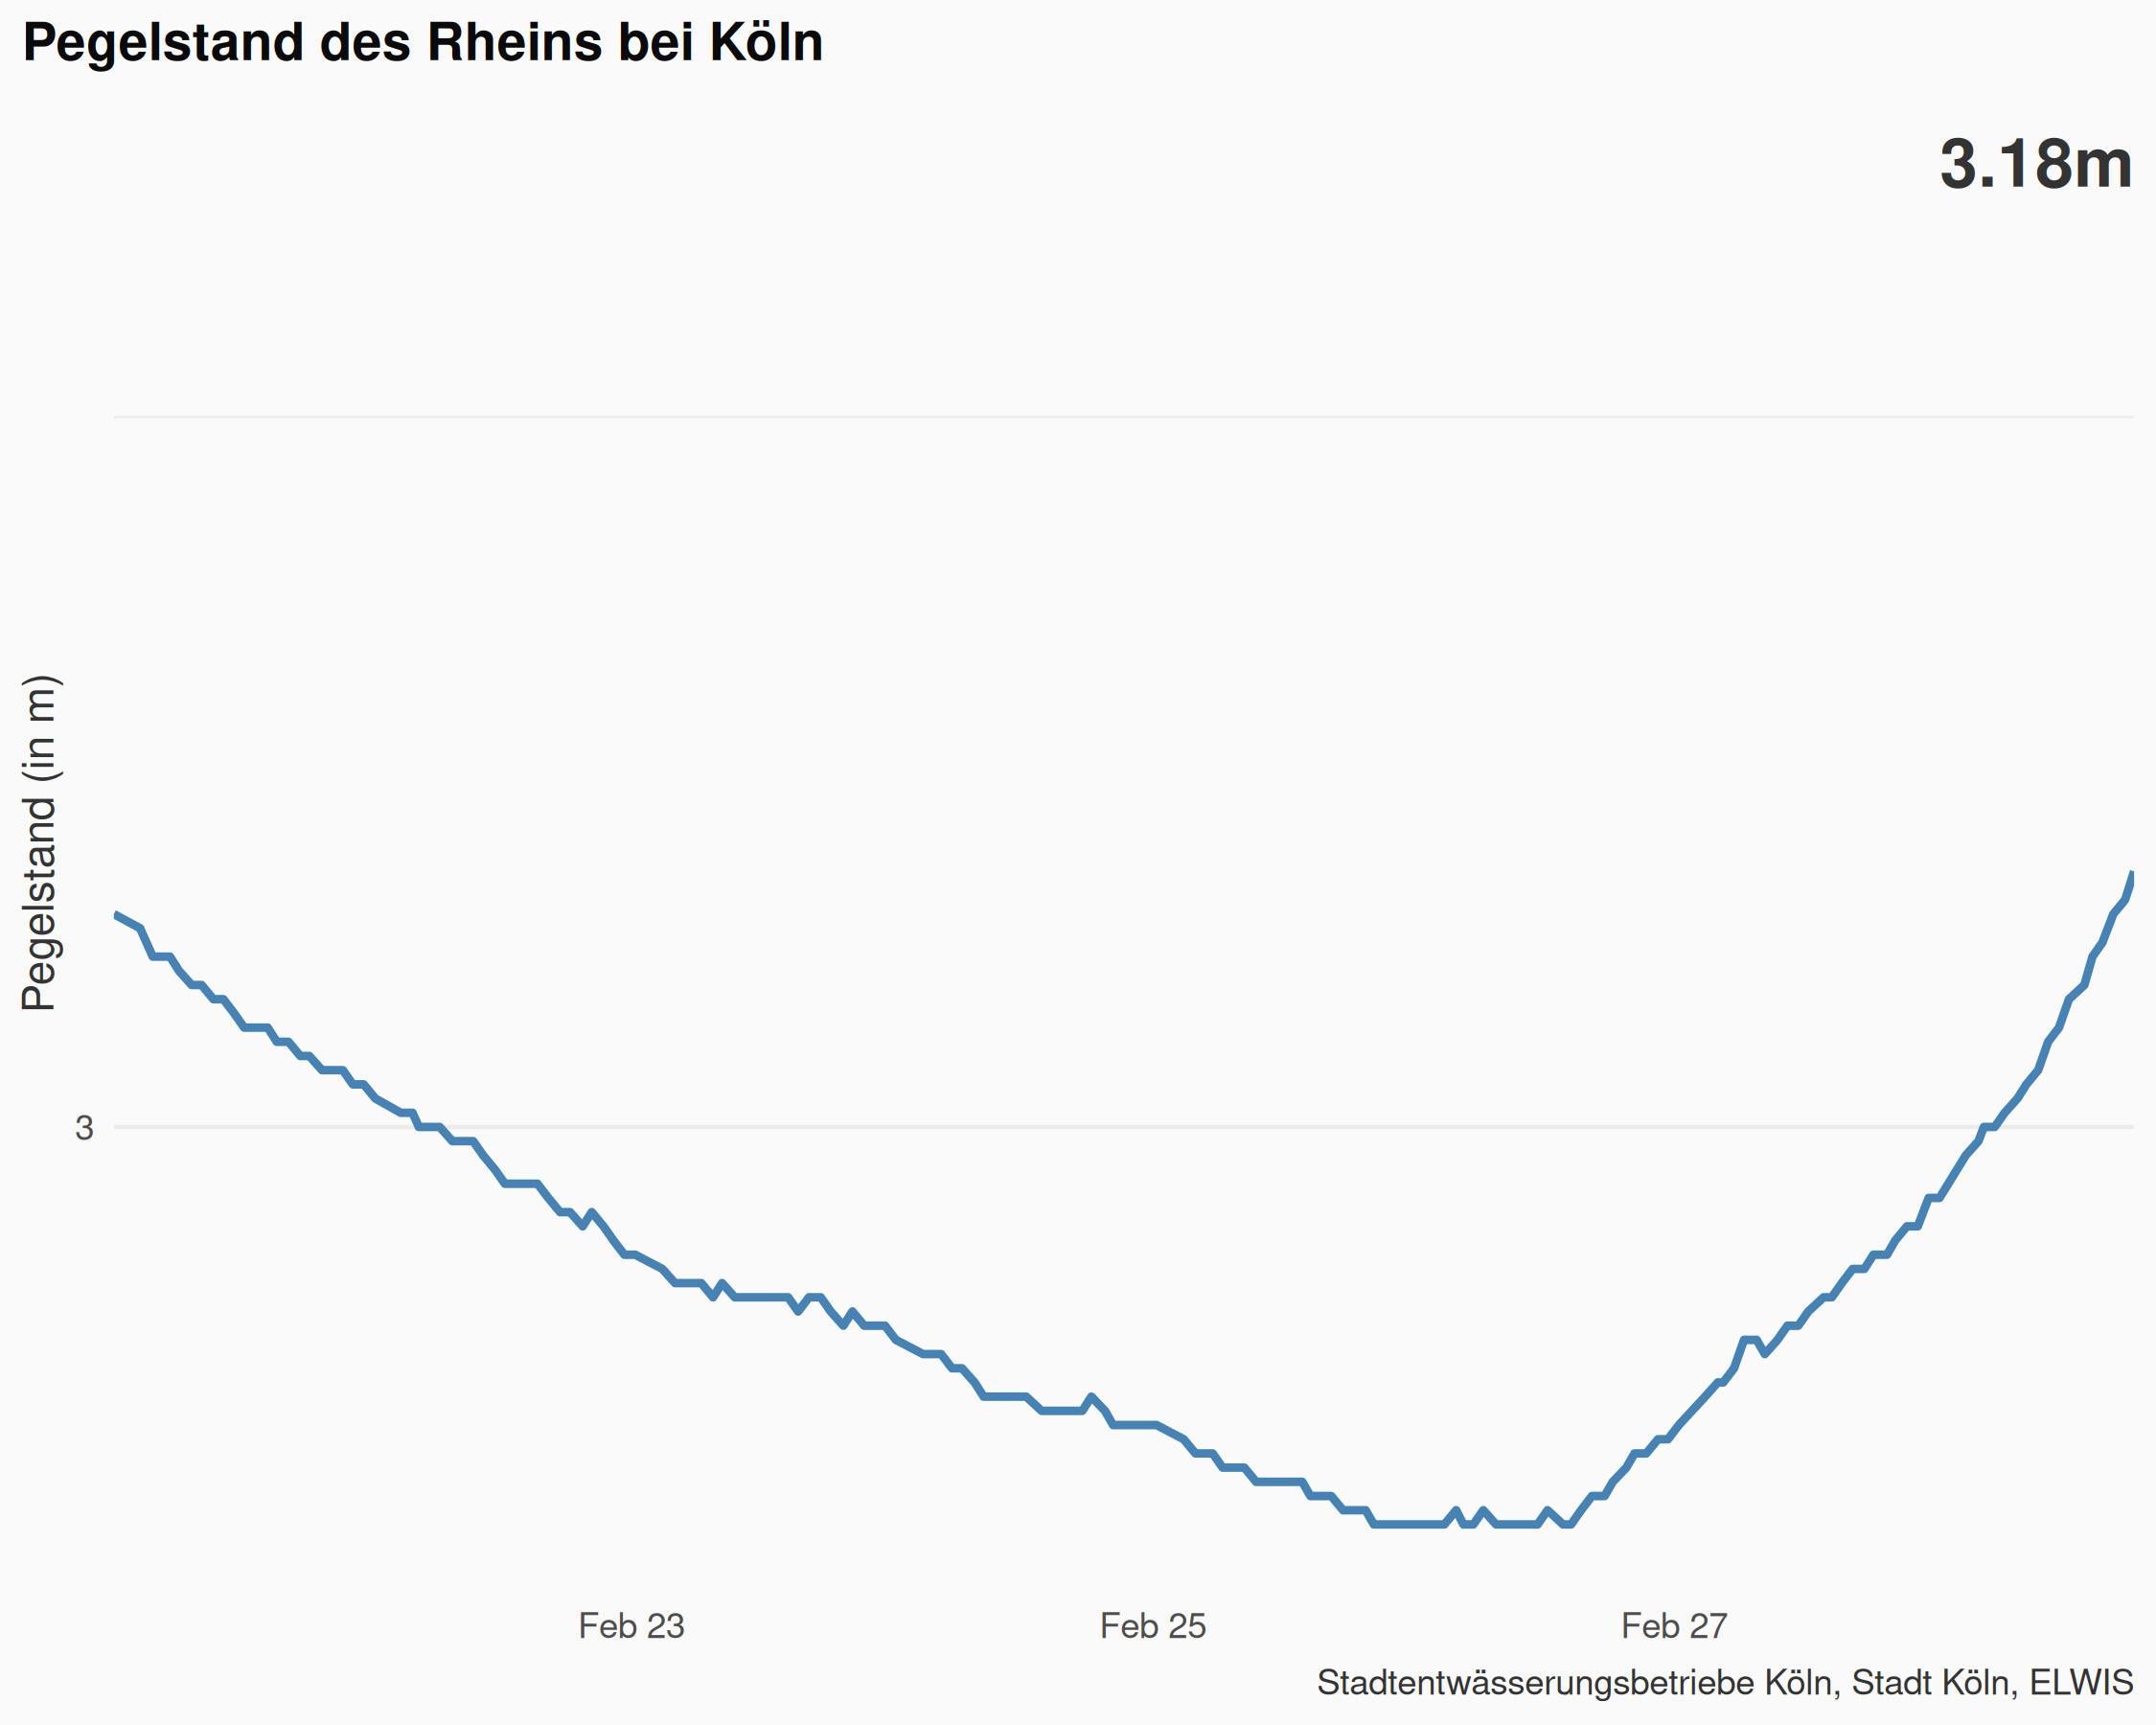 Pegelstand des Rheins bei Köln
3.18m
Pegelstand (in m)
3
Feb 23
Feb 25
Feb 27
Stadtentwässerungsbetriebe Köln, Stadt Köln, ELWIS